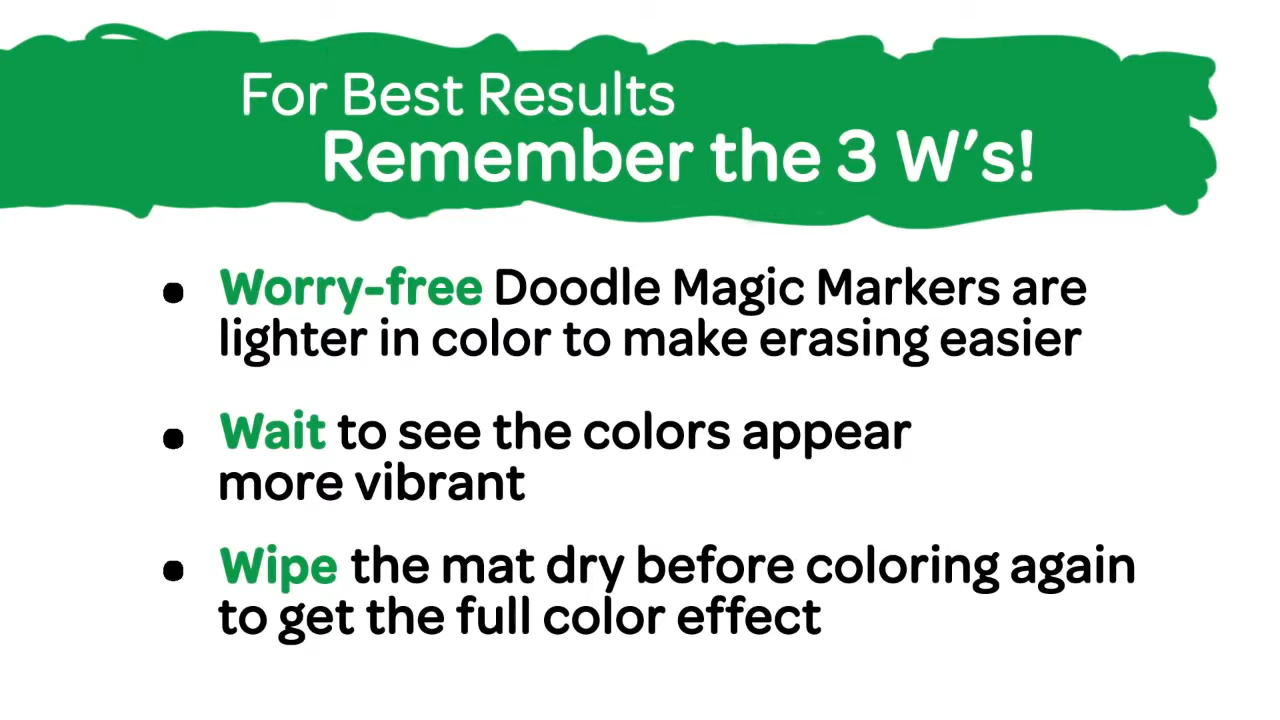 For Best Results
Remember the 3 W's!
• Worry-free Doodle Magic Markers are
lighter in color to make erasing easier
• Wait to see the colors appear
more vibrant
• Wipe the mat dry before coloring again
to get the full color effect